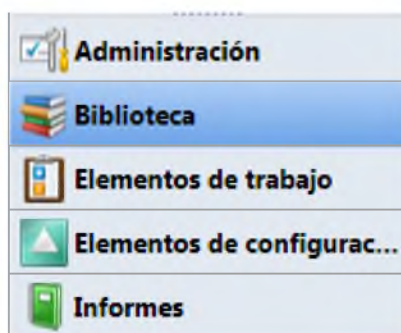 Administración
Biblioteca
Elementos de trabajo
Elementos de configurac...
Informes